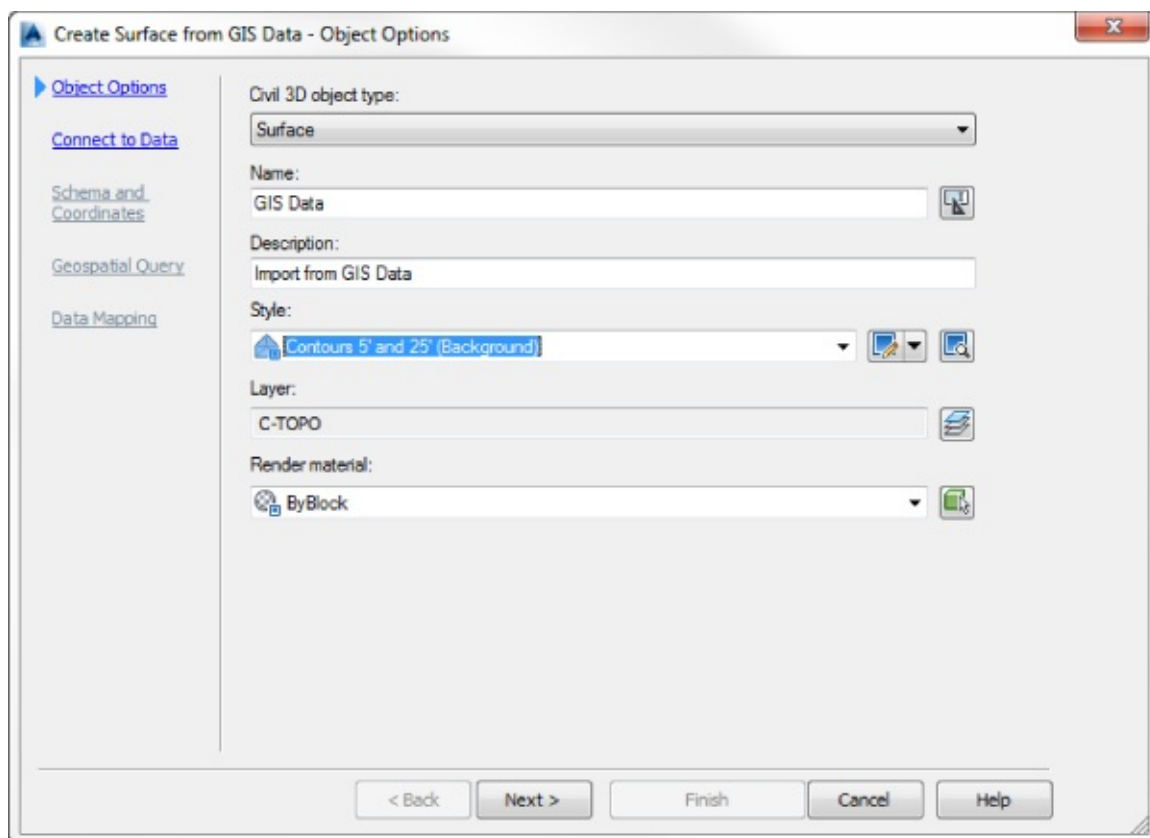 Create Surface from GIS Data - Object Options
Object Options
Connect to Data
Schema and
Coordinates
Geospatial Query
Data Mapping
Civil 3D object type:
Surface
Name:
GIS Data
Description:
Import from GIS Data
Style:
Contours 5' and 25' (Background)
Layer:
C-TOPO
Render material:
ByBlock
< Back
Next >
Finish
Cancel
Help